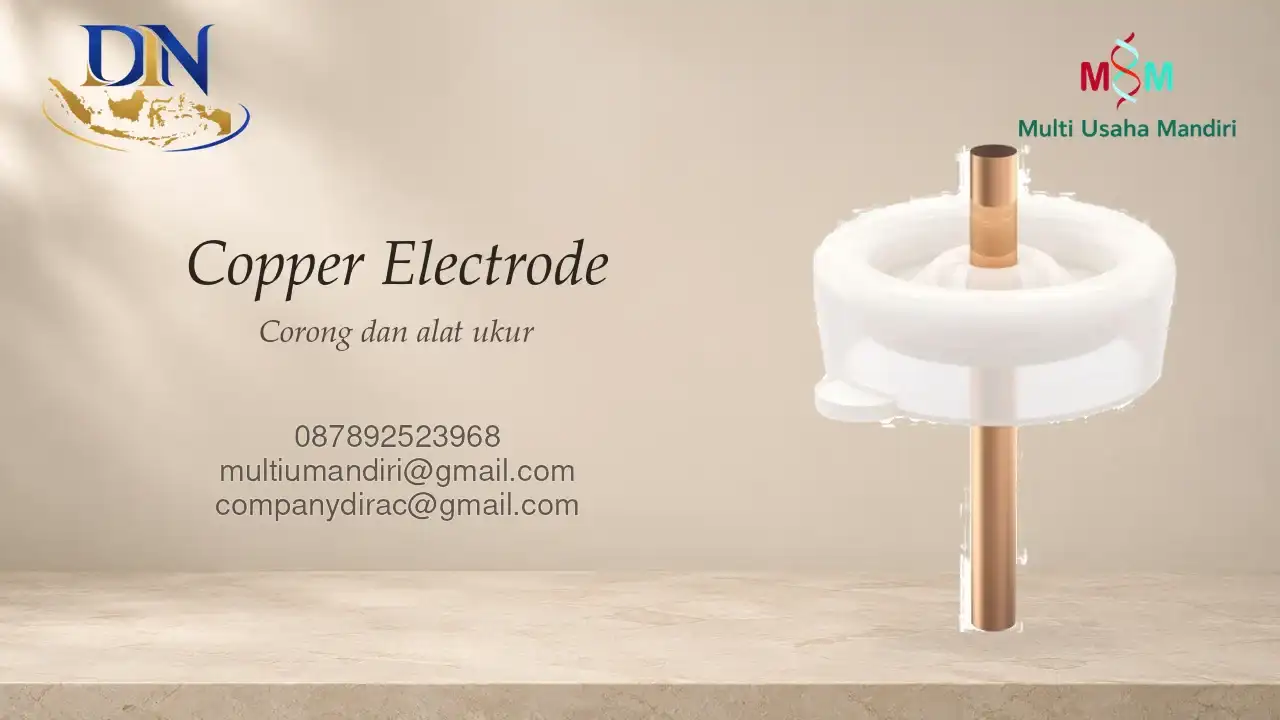 DN
MSM
Multi Usaha Mandiri
Copper Electrode
Corong dan alat ukur
087892523968
multiumandiri@gmail.com
companydirac@gmail.com